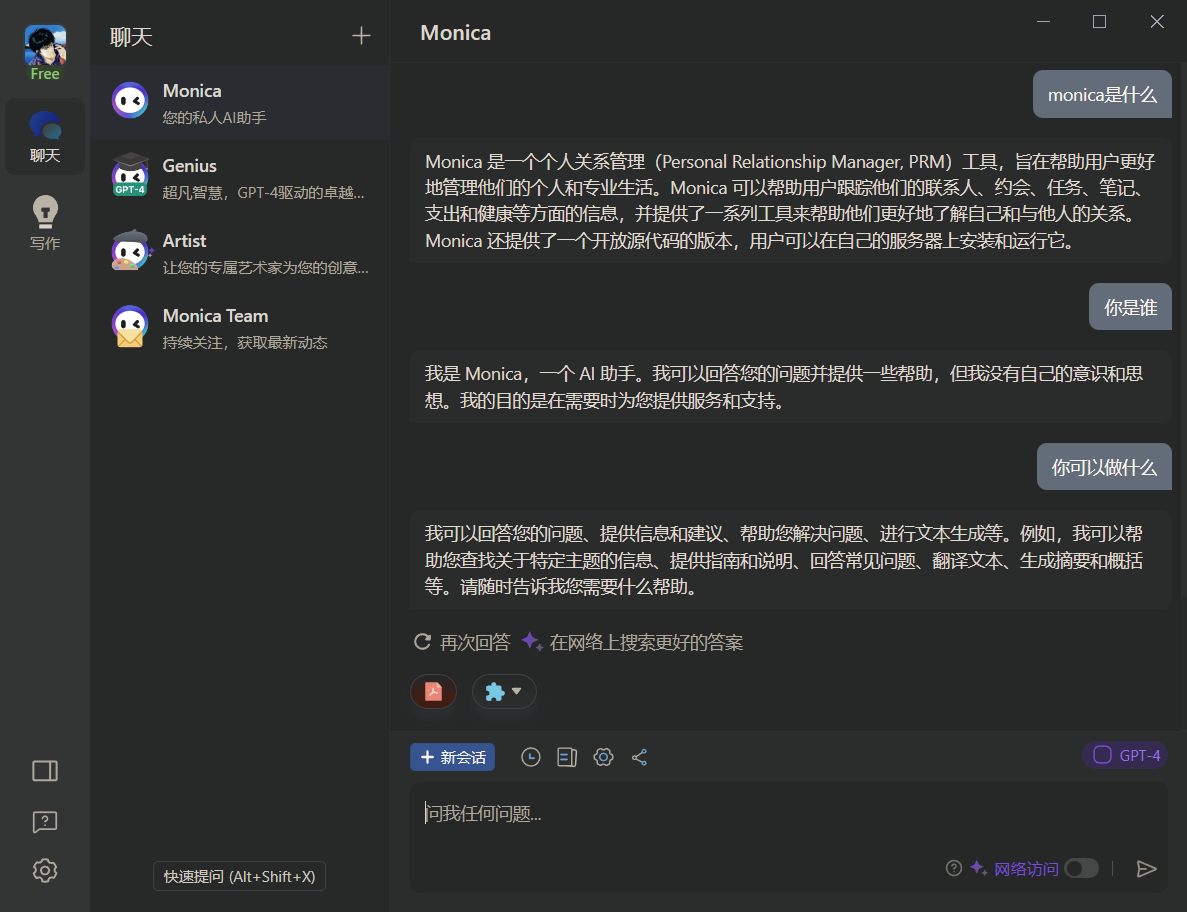 Free
聊天
写作
聊天
Monica
您的私人AI助手
Genius
GPT-4
超凡智慧，GPT-4驱动的卓越...
Artist
让您的专属艺术家为您的创意...
Monica Team
持续关注，获取最新动态
快速提问 (Alt+Shift+X)
Monica
monica是什么
Monica 是一个个人关系管理（Personal Relationship Manager, PRM）工具，旨在帮助用户更好
地管理他们的个人和专业生活。Monica 可以帮助用户跟踪他们的联系人、约会、任务、笔记、
支出和健康等方面的信息，并提供了一系列工具来帮助他们更好地了解自己和与他人的关系。
Monica 还提供了一个开放源代码的版本，用户可以在自己的服务器上安装和运行它。
你是谁
我是 Monica，一个 AI 助手。我可以回答您的问题并提供一些帮助，但我没有自己的意识和思
想。我的目的是在需要时为您提供服务和支持。
你可以做什么
我可以回答您的问题、提供信息和建议、帮助您解决问题、进行文本生成等。例如，我可以帮
助您查找关于特定主题的信息、提供指南和说明、回答常见问题、翻译文本、生成摘要和概括
等。请随时告诉我您需要什么帮助。
再次回答 在网络上搜索更好的答案
新会话
GPT-4
问我任何问题...
网络访问